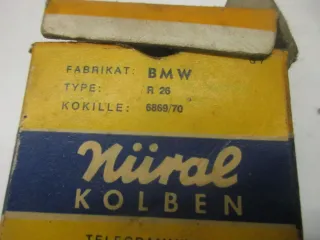 FABRIKAT: BMW
TYPE: R 26
KOKILLE: 6869/70
Nüral
KOLBEN